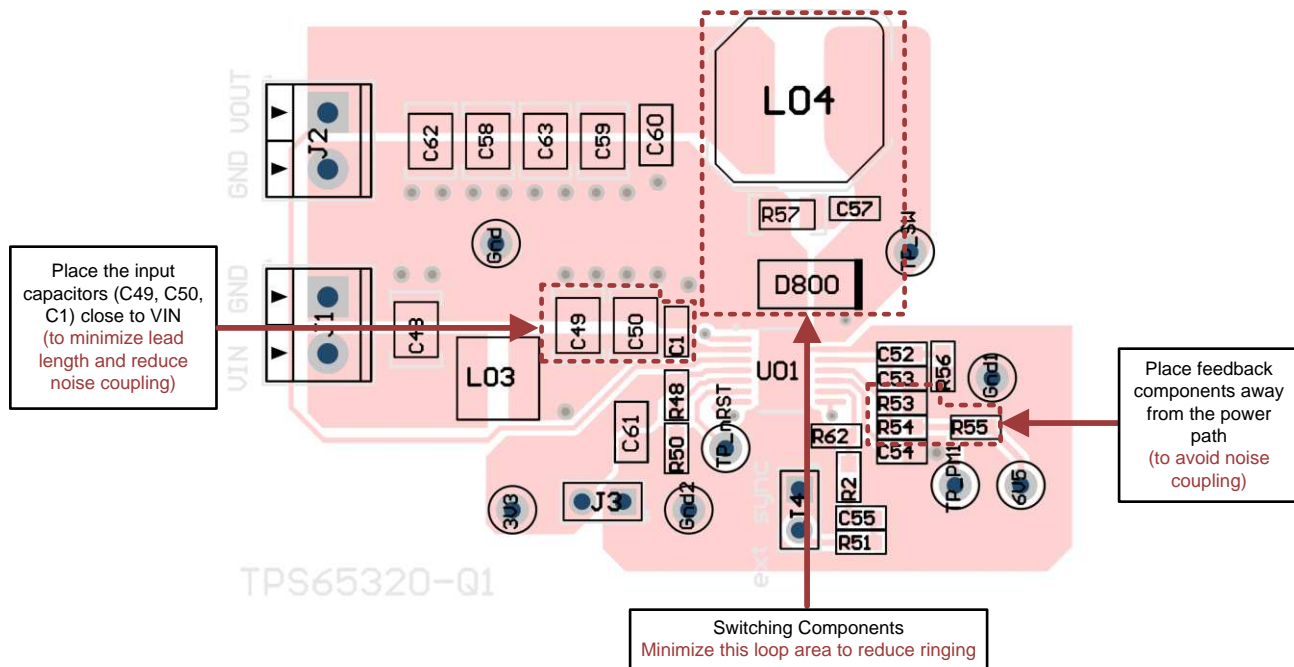 VOUT
GND
J2
C62
C58
C63
C59
C60
L04
R57
C57
TP_MS
Gnd
D800
Place the input
capacitors (C49, C50,
C1) close to VIN
(to minimize lead
length and reduce
noise coupling)
GND
VIN
J1
C48
L03
C49
C50
C1
U01
C52
C53
R56
Gnd1
R53
R54
R55
C54
Place feedback
components away
from the power
path
(to avoid noise
coupling)
R48
C61
R50
TP_nRST
R62
R2
TP_PM1
6V5
3V3
J3
Gnd2
ext sync
C55
R51
TPS65320-Q1
Switching Components
Minimize this loop area to reduce ringing